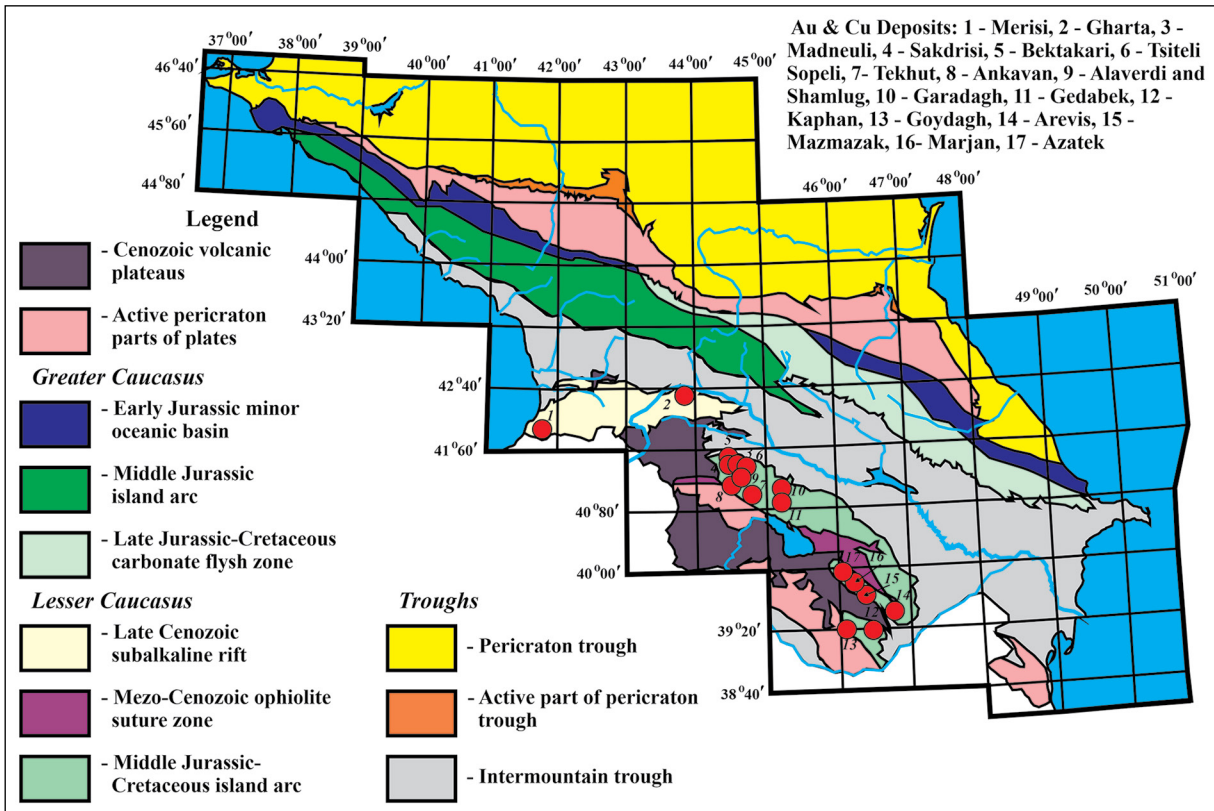 Au & Cu Deposits: 1 - Merisi, 2 - Gharta, 3 -
Madneuli, 4 - Sakdrisi, 5 - Bektakari, 6 - Tsiteli
Sopeli, 7- Tekhut, 8 - Ankavan, 9 - Alaverdi and
Shamlug, 10 - Garadagh, 11 - Gedabek, 12 -
Kaphan, 13 - Goydagh, 14 - Arevis, 15 -
Mazmazak, 16- Marjan, 17 - Azatek
37°00′
38°00′
39°00′
40°00′
41°00′
42°00′
43°00′
44°00′
45°00′
46°00′
47°00′
48°00′
49°00′
50°00′
51°00′
46°40′
45°60′
44°80′
44°00′
43°20′
42°40′
41°60′
40°80′
40°00′
39°20′
38°40′
1
2
5
3
6
4
9
7
8
10
11
17
16
15
14
12
13
Legend
- Cenozoic volcanic
plateaus
- Active pericraton
parts of plates
Greater Caucasus
- Early Jurassic minor
oceanic basin
- Middle Jurassic
island arc
- Late Jurassic-Cretaceous
carbonate flysh zone
Lesser Caucasus
- Late Cenozoic
subalkaline rift
- Mezo-Cenozoic ophiolite
suture zone
- Middle Jurassic-
Cretaceous island arc
Troughs
- Pericraton trough
- Active part of pericraton
trough
- Intermountain trough